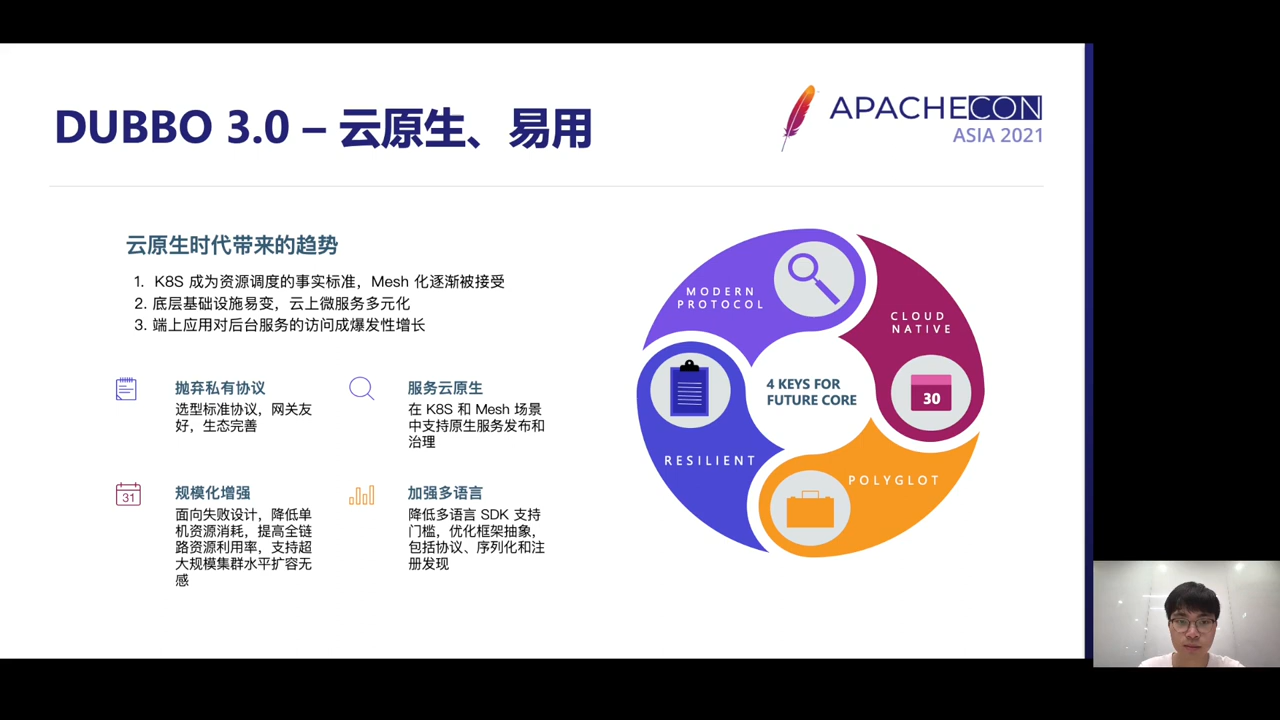 DUBBO 3.0 – 云原生、易用
APACHECON
ASIA 2021
云原生时代带来的趋势
1. K8S 成为资源调度的事实标准，Mesh 化逐渐被接受
2. 底层基础设施易变，云上微服务多元化
3. 端上应用对后台服务的访问成爆发性增长
抛弃私有协议
选型标准协议，网关友
好，生态完善
服务云原生
在 K8S 和 Mesh 场景
中支持原生服务发布和
治理
31
规模化增强
面向失败设计，降低单
机资源消耗，提高全链
路资源利用率，支持超
大规模集群水平扩容无
感
加强多语言
降低多语言 SDK 支持
门槛，优化框架抽象，
包括协议、序列化和注
册发现
MODERN
PROTOCOL
CLOUD
NATIVE
30
4 KEYS FOR
FUTURE CORE
RESILIENT
POLYGLOT